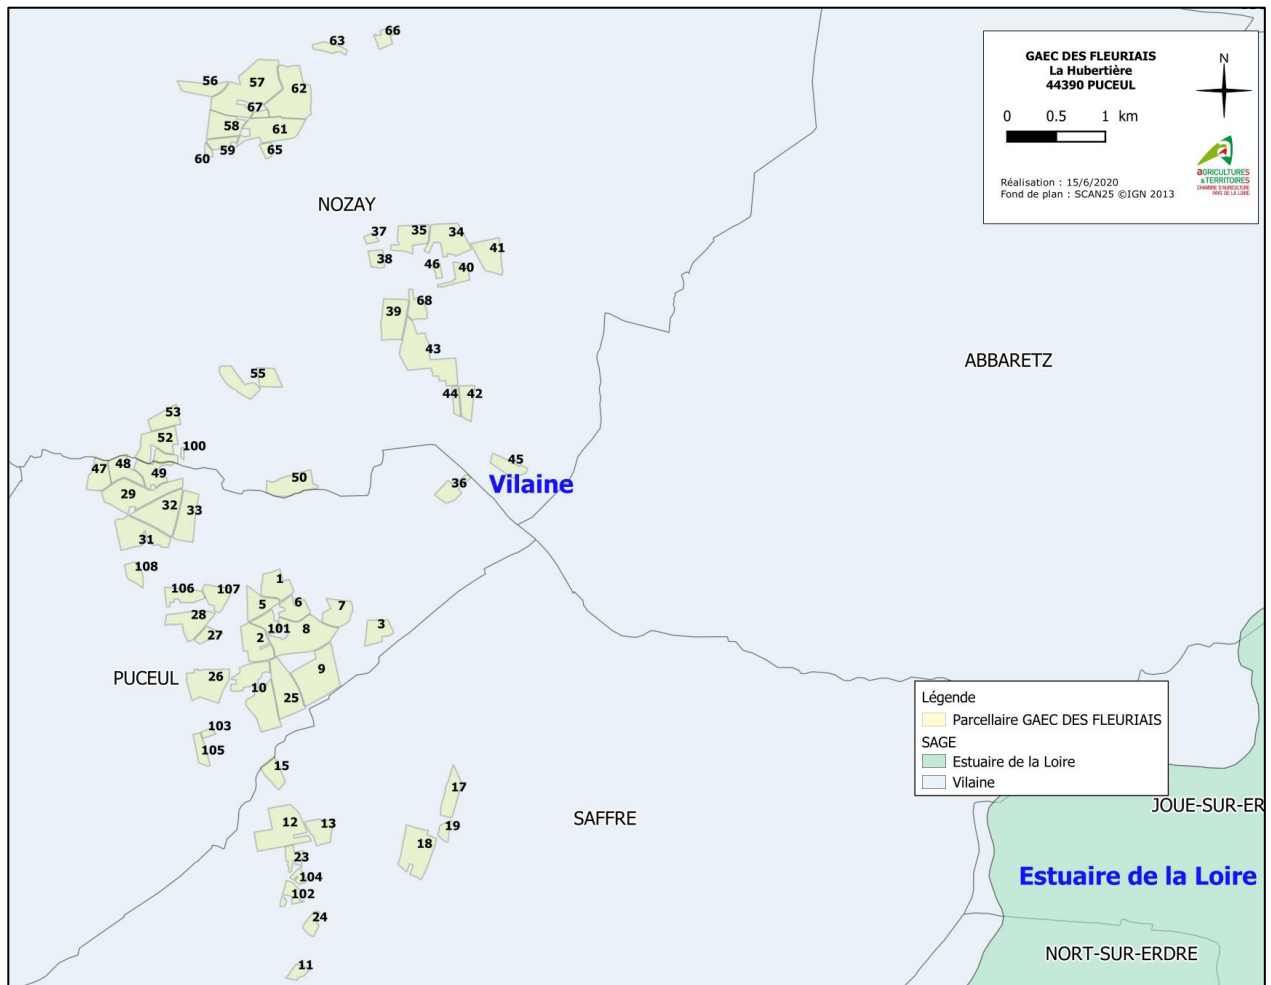 GAEC DES FLEURIAIS
La Hubertière
44390 PUCEUL
N
0 0.5 1 km
aGRICULTURES
&TERRITOIRES
CHAMBRE D'AGRICULTURE
PAYS DE LA LOIRE
Réalisation : 15/6/2020
Fond de plan : SCAN25 ©IGN 2013
66
63
56
57
62
67
58
61
59
65
60
NOZAY
37
35
34
41
38
46
40
68
39
43
ABBARETZ
55
44
42
53
52
100
47
48
49
45
50
36
Vilaine
29
32
33
31
108
1
106
107
5
6
7
28
101
8
3
27
2
9
PUCEUL
26
10
25
103
105
15
17
12
13
19
SAFFRE
18
23
104
102
24
11
Légende
Parcellaire GAEC DES FLEURIAIS
SAGE
Estuaire de la Loire
Vilaine
JOUE-SUR-ER
Estuaire de la Loire
NORT-SUR-ERDRE